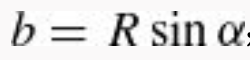 b = R sin α;